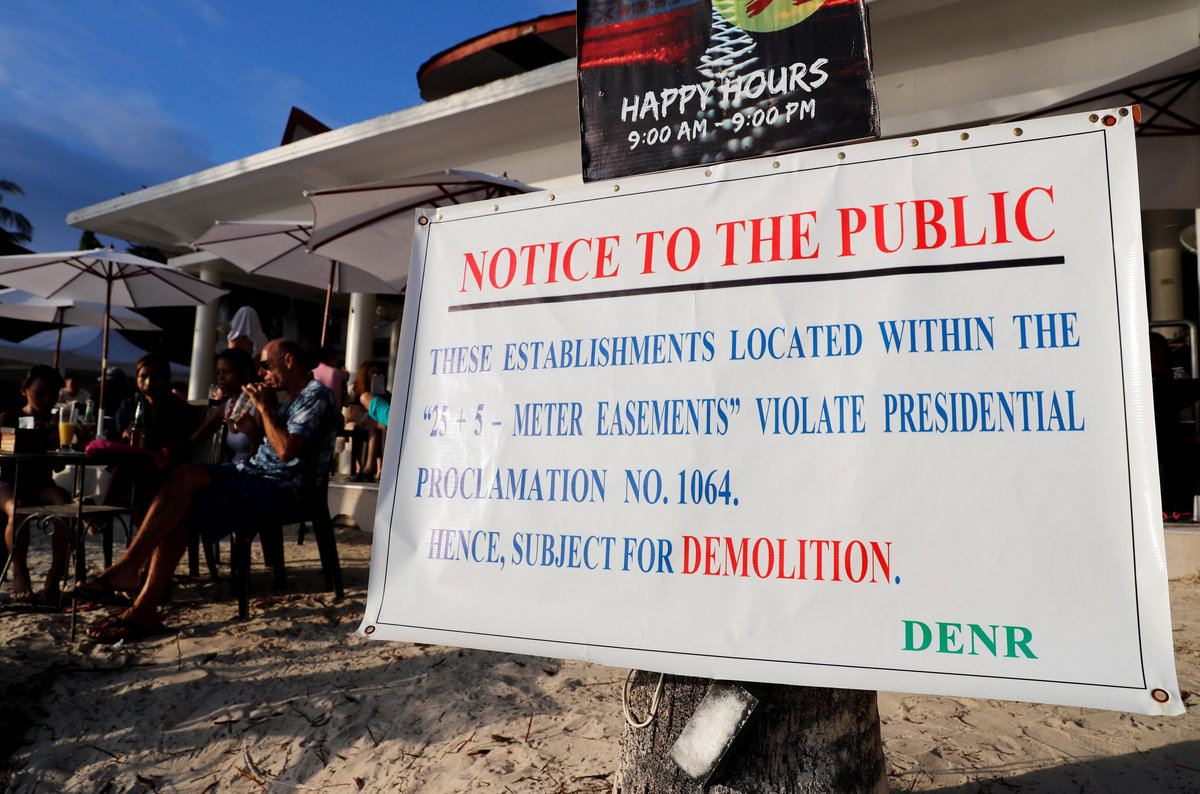 HAPPY HOURS
9:00 AM - 9:00 PM
NOTICE TO THE PUBLIC
THESE ESTABLISHMENTS LOCATED WITHIN THE
“25 + 5 – METER EASEMENTS” VIOLATE PRESIDENTIAL
PROCLAMATION NO. 1064.
HENCE, SUBJECT FOR DEMOLITION.
DENR